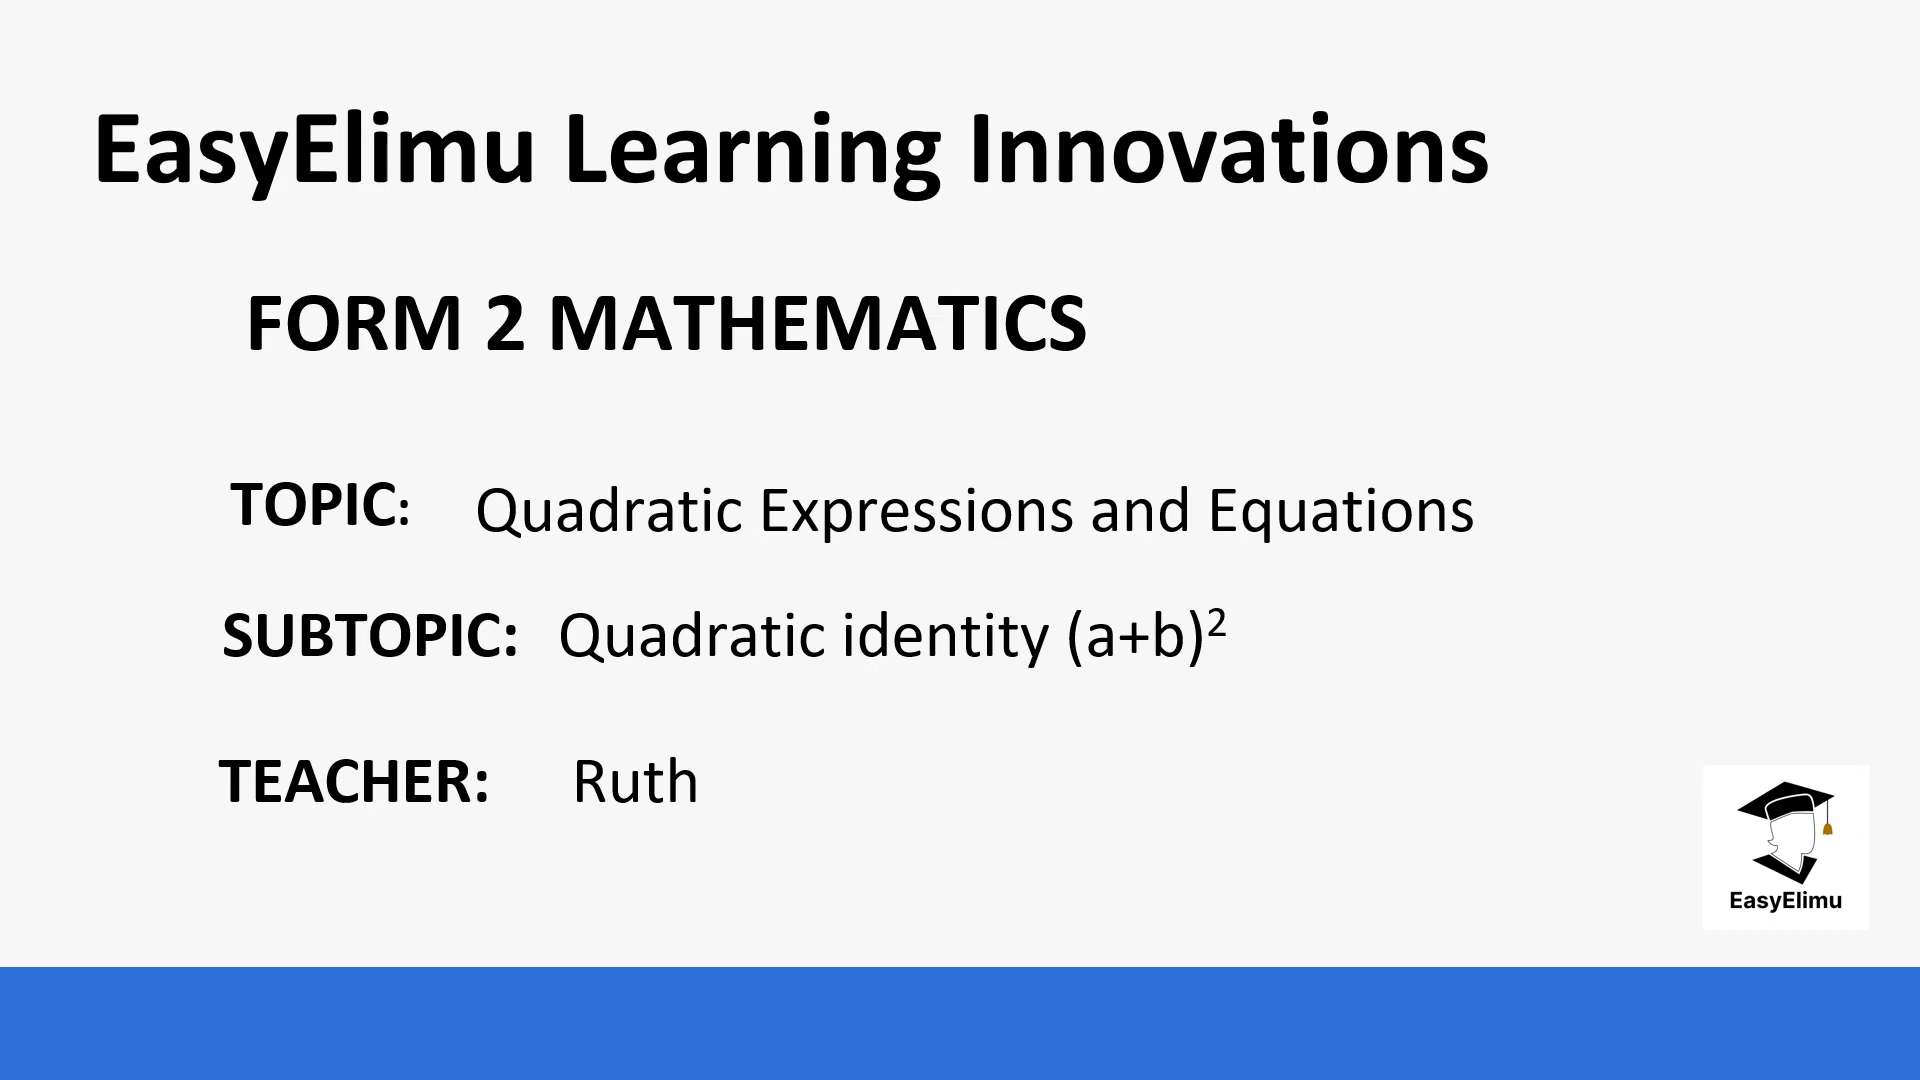 EasyElimu Learning Innovations
FORM 2 MATHEMATICS
TOPIC: Quadratic Expressions and Equations
SUBTOPIC: Quadratic identity (a+b)²
TEACHER: Ruth
EasyElimu